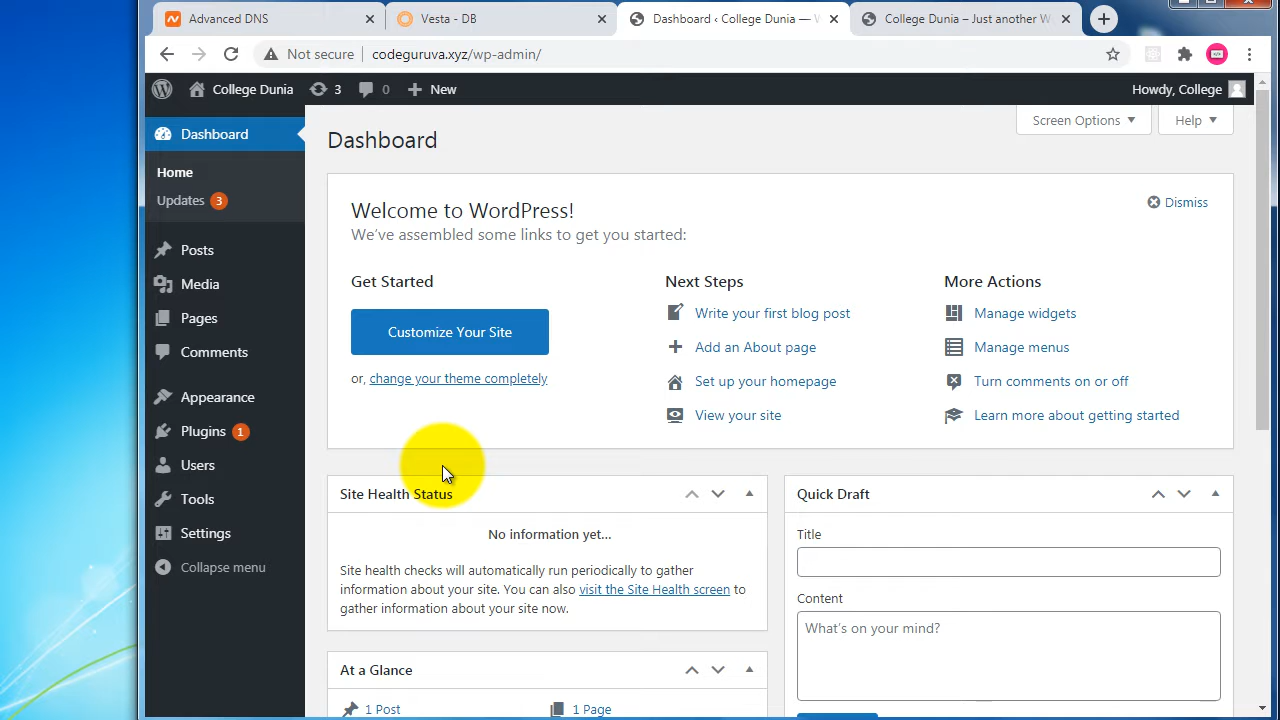 Advanced DNS
Vesta - DB
Dashboard ‹ College Dunia —
College Dunia – Just another W
Not secure
codeguruva.xyz/wp-admin/
College Dunia
3
0
New
Howdy, College
Dashboard
Home
Updates 3
Posts
Media
Pages
Comments
Appearance
Plugins 1
Users
Tools
Settings
Collapse menu
Dashboard
Screen Options
Help
Welcome to WordPress!
We've assembled some links to get you started:
Dismiss
Get Started
Customize Your Site
or, change your theme completely
Next Steps
Write your first blog post
Add an About page
Set up your homepage
View your site
More Actions
Manage widgets
Manage menus
Turn comments on or off
Learn more about getting started
Site Health Status
No information yet...
Site health checks will automatically run periodically to gather
information about your site. You can also visit the Site Health screen to
gather information about your site now.
At a Glance
1 Post
1 Page
Quick Draft
Title
Content
What's on your mind?